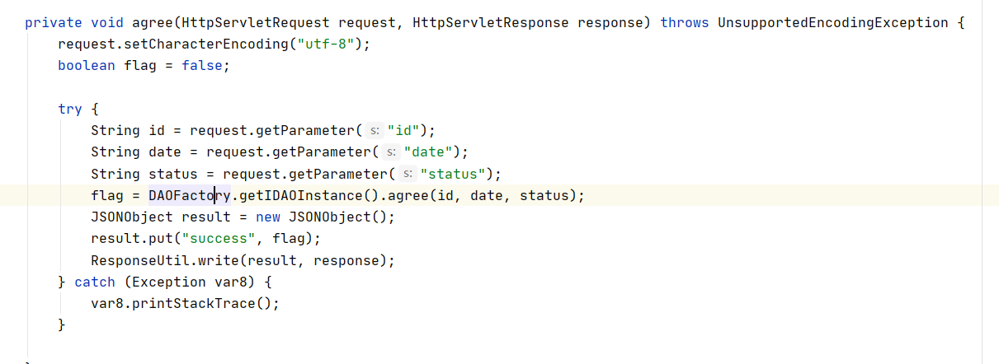 private void agree(HttpServletRequest request, HttpServletResponse response) throws UnsupportedEncodingException {
request.setCharacterEncoding("utf-8");
boolean flag = false;
try {
String id = request.getParameter( s: "id");
String date = request.getParameter( s: "date");
String status = request.getParameter( s: "status");
flag = DAOFactory.getIDAOInstance().agree(id, date, status);
JSONObject result = new JSONObject();
result.put("success", flag);
ResponseUtil.write(result, response);
} catch (Exception var8) {
var8.printStackTrace();
}